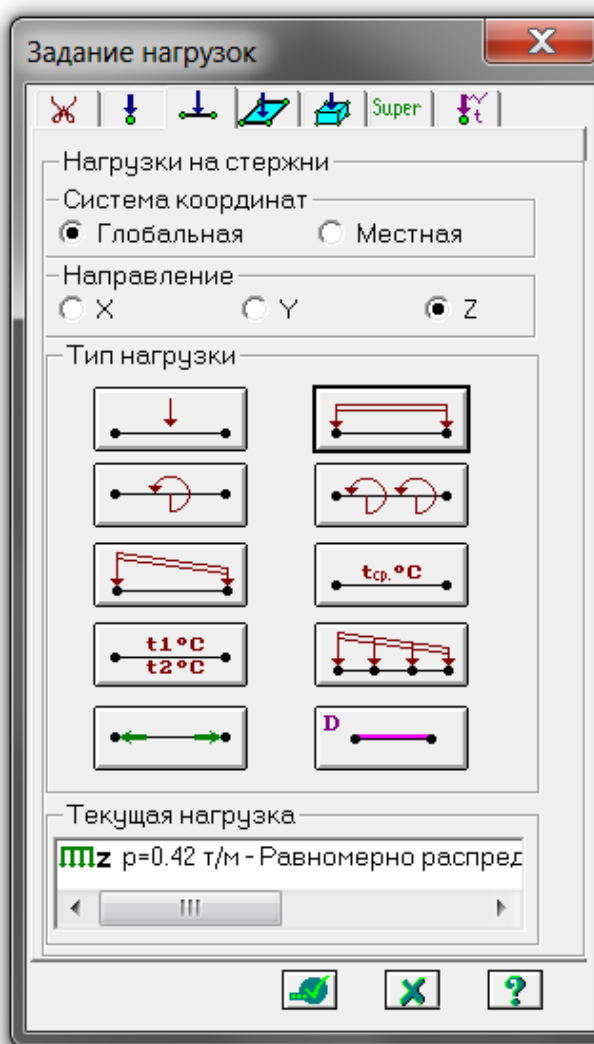 Задание нагрузок
Super t
Нагрузки на стержни
Система координат
Глобальная Местная
Направление
X Y Z
Тип нагрузки
tср.°C
t1°C
t2°C
D
Текущая нагрузка
z p=0.42 т/м - Равномерно распред
?